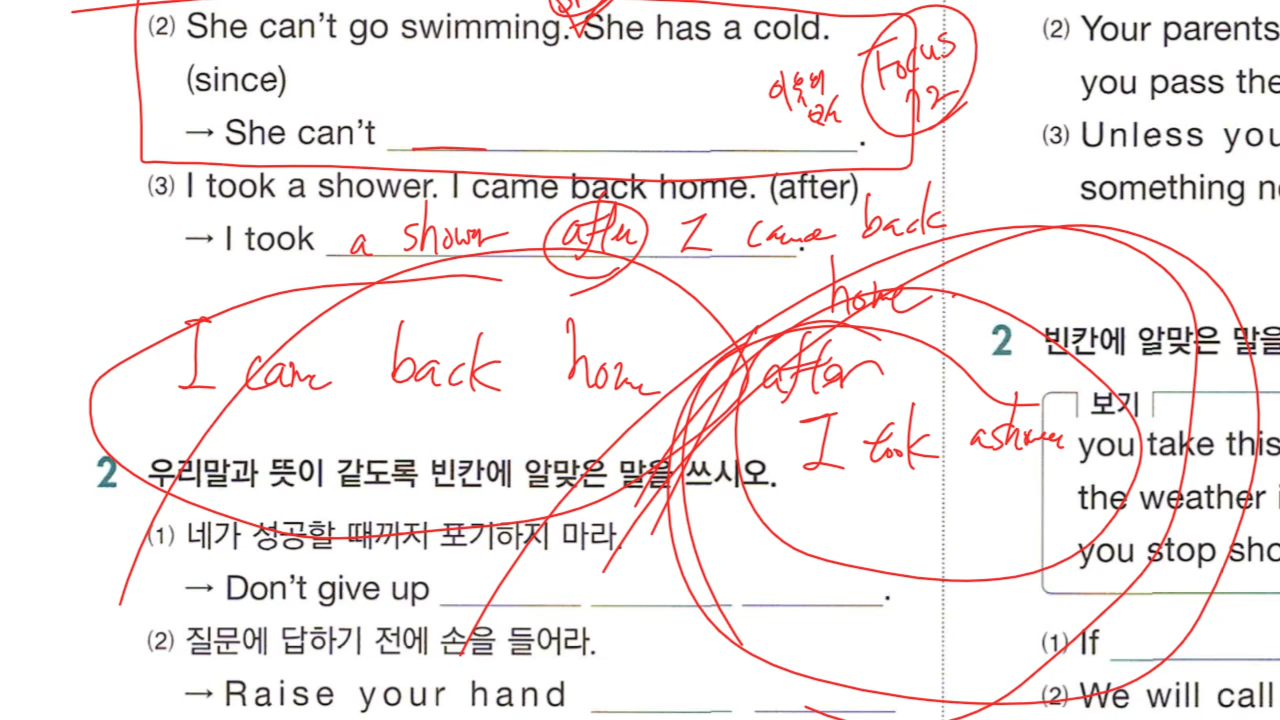 (2) She can't go swimming. She has a cold.
(since)
→ She can't .
Focus
72
(3) I took a shower. I came back home. (after)
→ I took a shower after I came back
home.
I came back home after
I took a shower
2 우리말과 뜻이 같도록 빈칸에 알맞은 말을 쓰시오.
(1) 네가 성공할 때까지 포기하지 마라.
→ Don't give up .
(2) 질문에 답하기 전에 손을 들어라.
→ Raise your hand
(2) Your parents
you pass the
(3) Unless you
something
2 빈칸에 알맞은 말을
보기
you take this
the weather
you stop
(1) If
(2) We will call